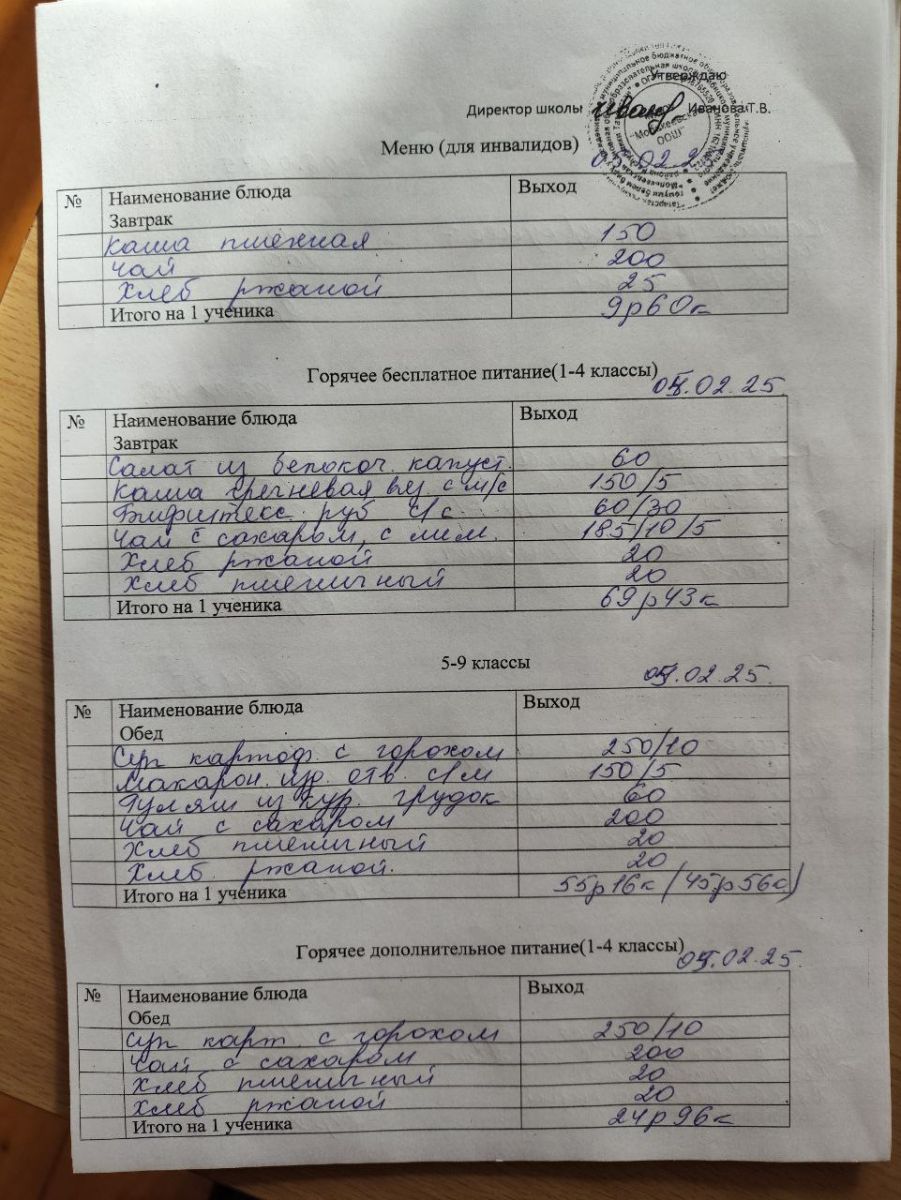 Утверждаю
Директор школы Иванова Т.В.
"Молькеевская ООШ"
Меню (для инвалидов) .02.25
№ Наименование блюда Выход
Завтрак
Каша пшенная 150
Чай 200
Хлеб ржаной 25
Итого на 1 ученика 9р60к
Горячее бесплатное питание(1-4 классы) .02.25.
№ Наименование блюда Выход
Завтрак
Салат из белокоч. капуст. 60
Каша гречневая вяз с м/с 150/5
Бифштекс руб с/с 60/30
Чай с сахаром, с лим. 185/10/5
Хлеб ржаной 20
Хлеб пшеничный 20
Итого на 1 ученика 69р43к
5-9 классы .02.25.
№ Наименование блюда Выход
Обед
Суп картоф. с горохом 250/10
Макарон. изд. отв. с/м 150/5
Гуляш из кур. грудок 60
Чай с сахаром 200
Хлеб пшеничный 20
Хлеб ржаной. 20
Итого на 1 ученика 55р16к (45р56к)
Горячее дополнительное питание(1-4 классы) .02.25.
№ Наименование блюда Выход
Обед
Суп карт. с горохом 250/10
Чай с сахаром 200
Хлеб пшеничный 20
Хлеб ржаной 20
Итого на 1 ученика 24р96к